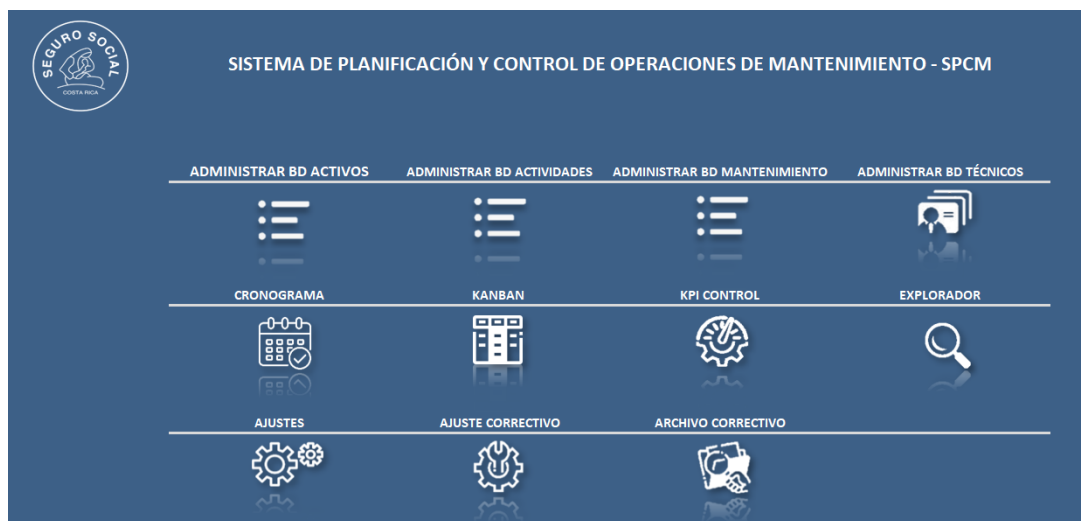 SEGURO SOCIAL
COSTA RICA
SISTEMA DE PLANIFICACIÓN Y CONTROL DE OPERACIONES DE MANTENIMIENTO - SPCM
ADMINISTRAR BD ACTIVOS
ADMINISTRAR BD ACTIVIDADES
ADMINISTRAR BD MANTENIMIENTO
ADMINISTRAR BD TÉCNICOS
CRONOGRAMA
KANBAN
KPI CONTROL
EXPLORADOR
AJUSTES
AJUSTE CORRECTIVO
ARCHIVO CORRECTIVO